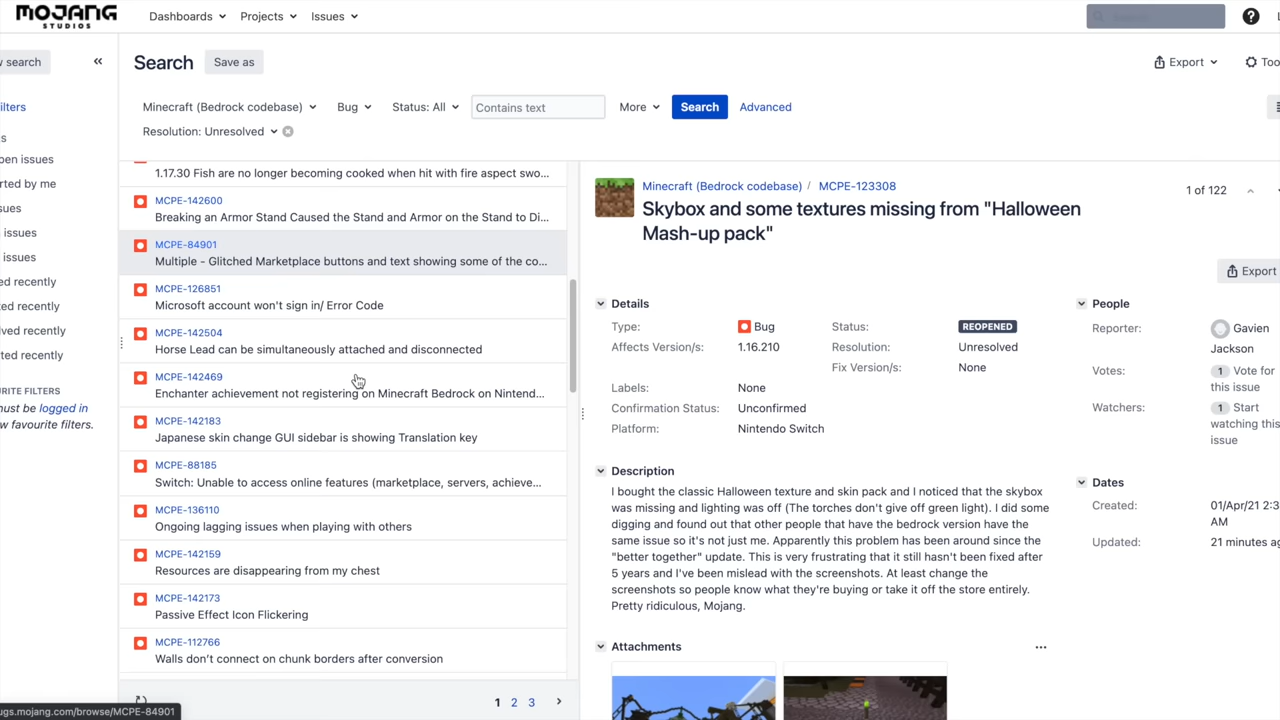 MOJANG
STUDIOS
Dashboards
Projects
Issues
w search
Search
Save as
Export
Too
Minecraft (Bedrock codebase)
Bug
Status: All
Contains text
More
Search
Advanced
Resolution: Unresolved
ilters
s
pen issues
rted by me
sues
issues
issues
ed recently
ted recently
lved recently
ted recently
URITE FILTERS
must be logged in
w favourite filters.
1.17.30 Fish are no longer becoming cooked when hit with fire aspect swo...
MCPE-142600
Breaking an Armor Stand Caused the Stand and Armor on the Stand to Di...
MCPE-84901
Multiple - Glitched Marketplace buttons and text showing some of the co...
MCPE-126851
Microsoft account won't sign in/ Error Code
MCPE-142504
Horse Lead can be simultaneously attached and disconnected
MCPE-142469
Enchanter achievement not registering on Minecraft Bedrock on Nintend...
MCPE-142183
Japanese skin change GUI sidebar is showing Translation key
MCPE-88185
Switch: Unable to access online features (marketplace, servers, achieve...
MCPE-136110
Ongoing lagging issues when playing with others
MCPE-142159
Resources are disappearing from my chest
MCPE-142173
Passive Effect Icon Flickering
MCPE-112766
Walls don't connect on chunk borders after conversion
1 2 3
ugs.mojang.com/browse/MCPE-84901
Minecraft (Bedrock codebase) / MCPE-123308
1 of 122
Skybox and some textures missing from "Halloween
Mash-up pack"
Export
Details
Type: Bug
Status: REOPENED
Affects Version/s: 1.16.210
Resolution: Unresolved
Fix Version/s: None
Labels: None
Confirmation Status: Unconfirmed
Platform: Nintendo Switch
People
Reporter: Gavien
Jackson
Votes: 1 Vote for
this issue
Watchers: 1 Start
watching this
issue
Description
I bought the classic Halloween texture and skin pack and I noticed that the skybox
was missing and lighting was off (The torches don't give off green light). I did some
digging and found out that other people that have the bedrock version have the
same issue so it's not just me. Apparently this problem has been around since the
"better together" update. This is very frustrating that it still hasn't been fixed after
5 years and I've been mislead with the screenshots. At least change the
screenshots so people know what they're buying or take it off the store entirely.
Pretty ridiculous, Mojang.
Dates
Created: 01/Apr/21 2:3
AM
Updated: 21 minutes ag
Attachments